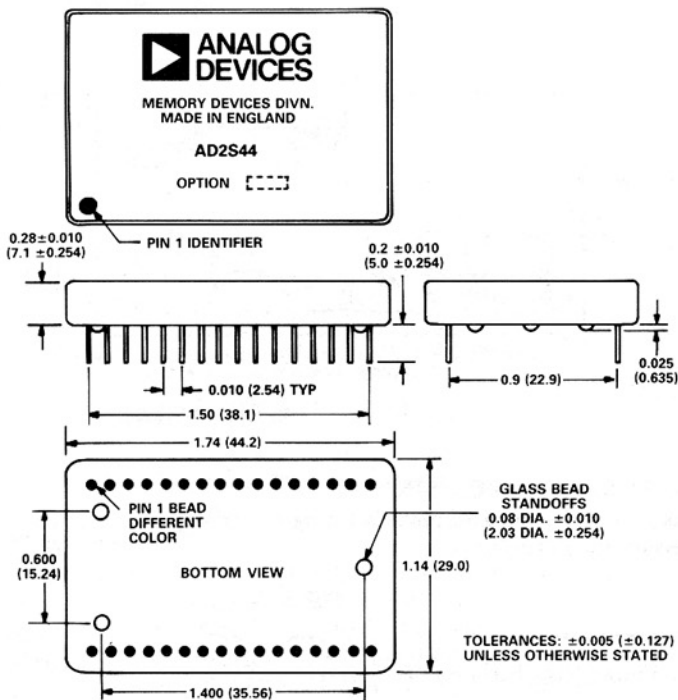 ANALOG
DEVICES
MEMORY DEVICES DIVN.
MADE IN ENGLAND
AD2S44
OPTION
PIN 1 IDENTIFIER
0.28±0.010
(7.1 ±0.254)
0.2 ±0.010
(5.0 ±0.254)
0.010 (2.54) TYP
1.50 (38.1)
1.74 (44.2)
0.9 (22.9)
0.025
(0.635)
PIN 1 BEAD
DIFFERENT
COLOR
0.600
(15.24)
BOTTOM VIEW
1.400 (35.56)
GLASS BEAD
STANDOFFS
0.08 DIA. ±0.010
(2.03 DIA. ±0.254)
1.14 (29.0)
TOLERANCES: ±0.005 (±0.127)
UNLESS OTHERWISE STATED